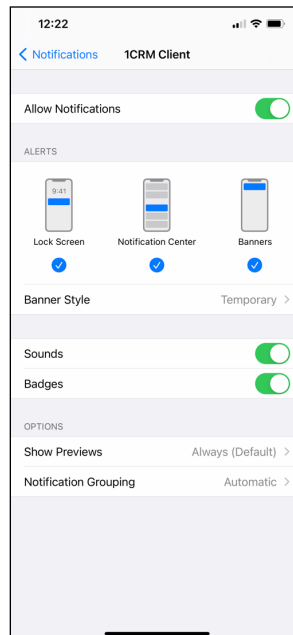 12:22
Notifications 1CRM Client
Allow Notifications
ALERTS
9:41
Lock Screen Notification Center Banners
Banner Style Temporary
Sounds
Badges
OPTIONS
Show Previews Always (Default)
Notification Grouping Automatic